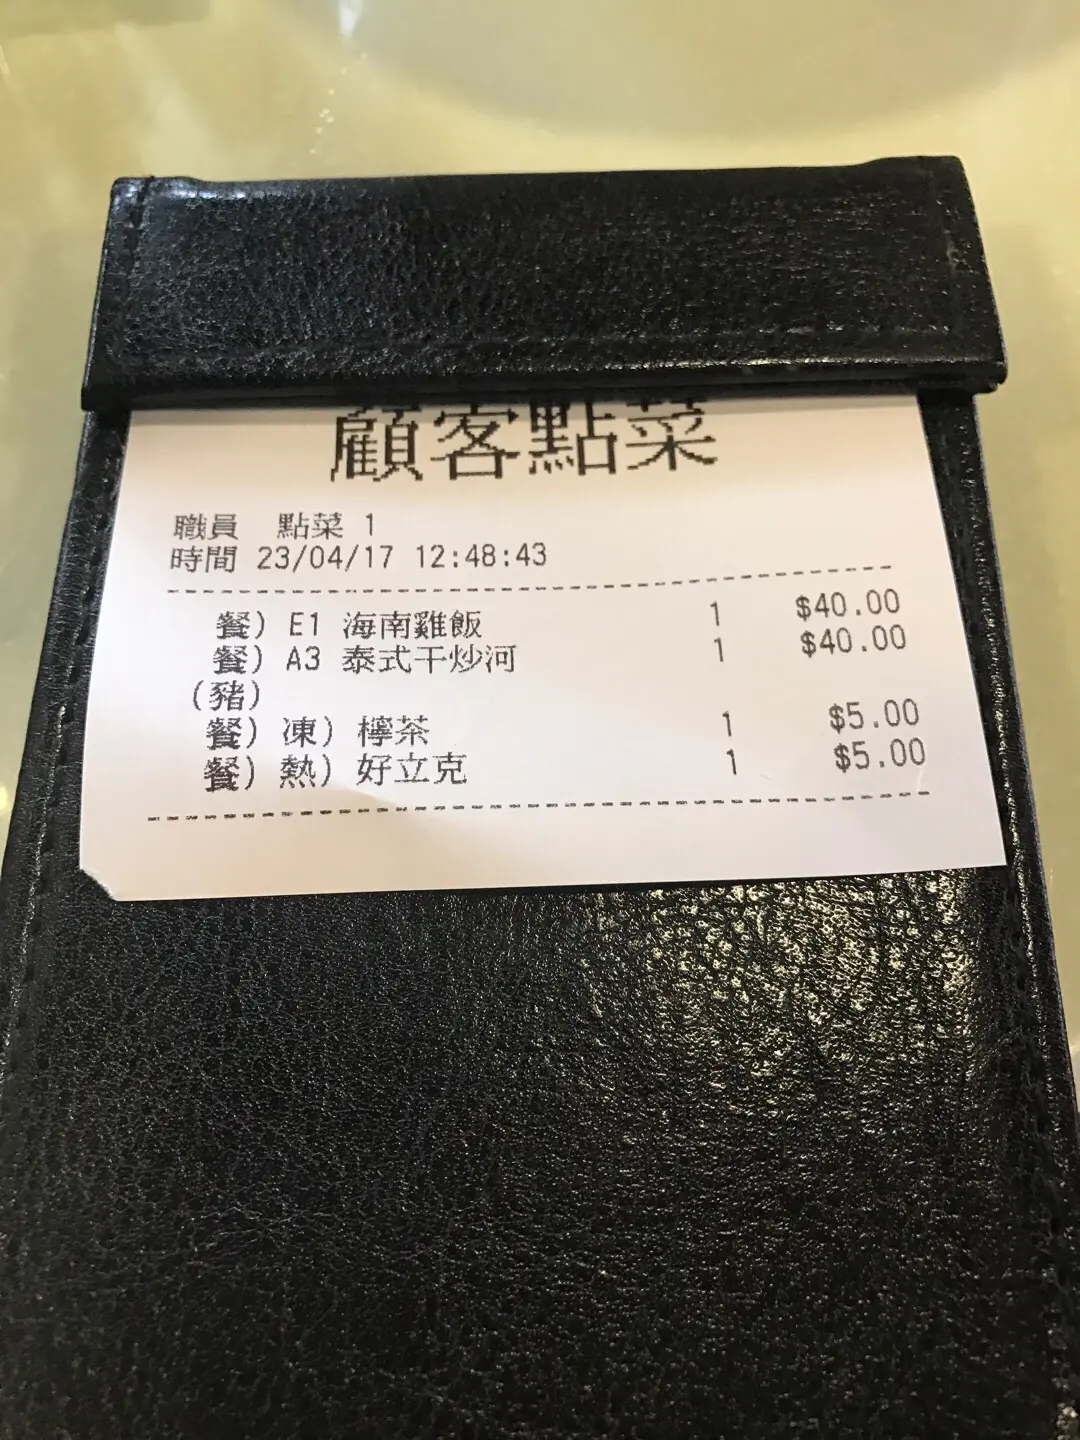 顧客點菜
職員 點菜 1
時間 23/04/17 12:48:43
餐) E1 海南雞飯 1 $40.00
餐) A3 泰式干炒河 1 $40.00
(豬)
餐) 凍) 檸茶 1 $5.00
餐) 熱) 好立克 1 $5.00